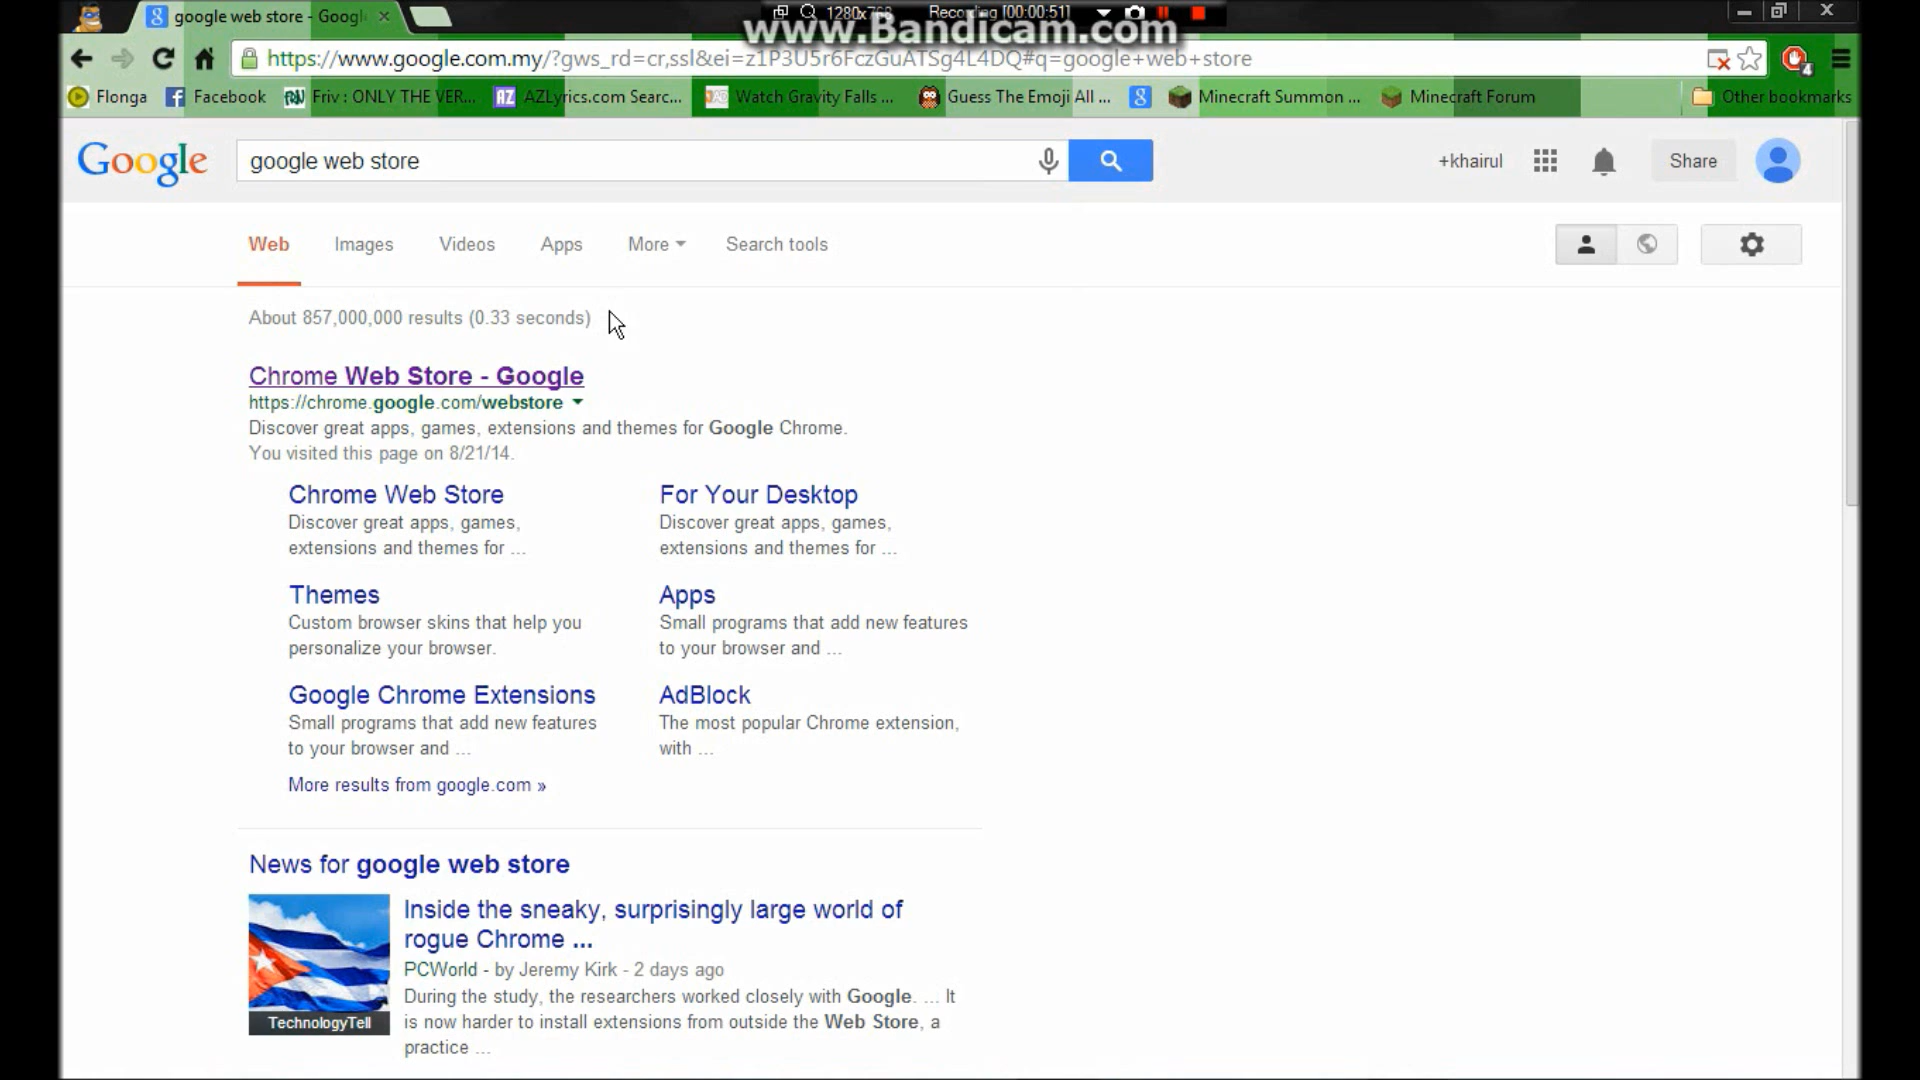 google web store - Googl
1280x768 Recording [00:00:51]
www.Bandicam.com
https://www.google.com.my/?gws_rd=cr,ssl&ei=z1P3U5r6FczGuATSg4L4DQ#q=google+web+store
4
Flonga Facebook Friv : ONLY THE VER... AZLyrics.com Searc... Watch Gravity Falls ... Guess The Emoji All ... Minecraft Summon ... Minecraft Forum Other bookmarks
Google google web store +khairul Share
Web Images Videos Apps More Search tools
About 857,000,000 results (0.33 seconds)
Chrome Web Store - Google
https://chrome.google.com/webstore
Discover great apps, games, extensions and themes for Google Chrome.
You visited this page on 8/21/14.
Chrome Web Store
Discover great apps, games,
extensions and themes for ...
For Your Desktop
Discover great apps, games,
extensions and themes for ...
Themes
Custom browser skins that help you
personalize your browser.
Apps
Small programs that add new features
to your browser and ...
Google Chrome Extensions
Small programs that add new features
to your browser and ...
AdBlock
The most popular Chrome extension,
with ...
More results from google.com »
News for google web store
Inside the sneaky, surprisingly large world of
rogue Chrome ...
PCWorld - by Jeremy Kirk - 2 days ago
During the study, the researchers worked closely with Google. ... It
is now harder to install extensions from outside the Web Store, a
practice ...
TechnologyTell